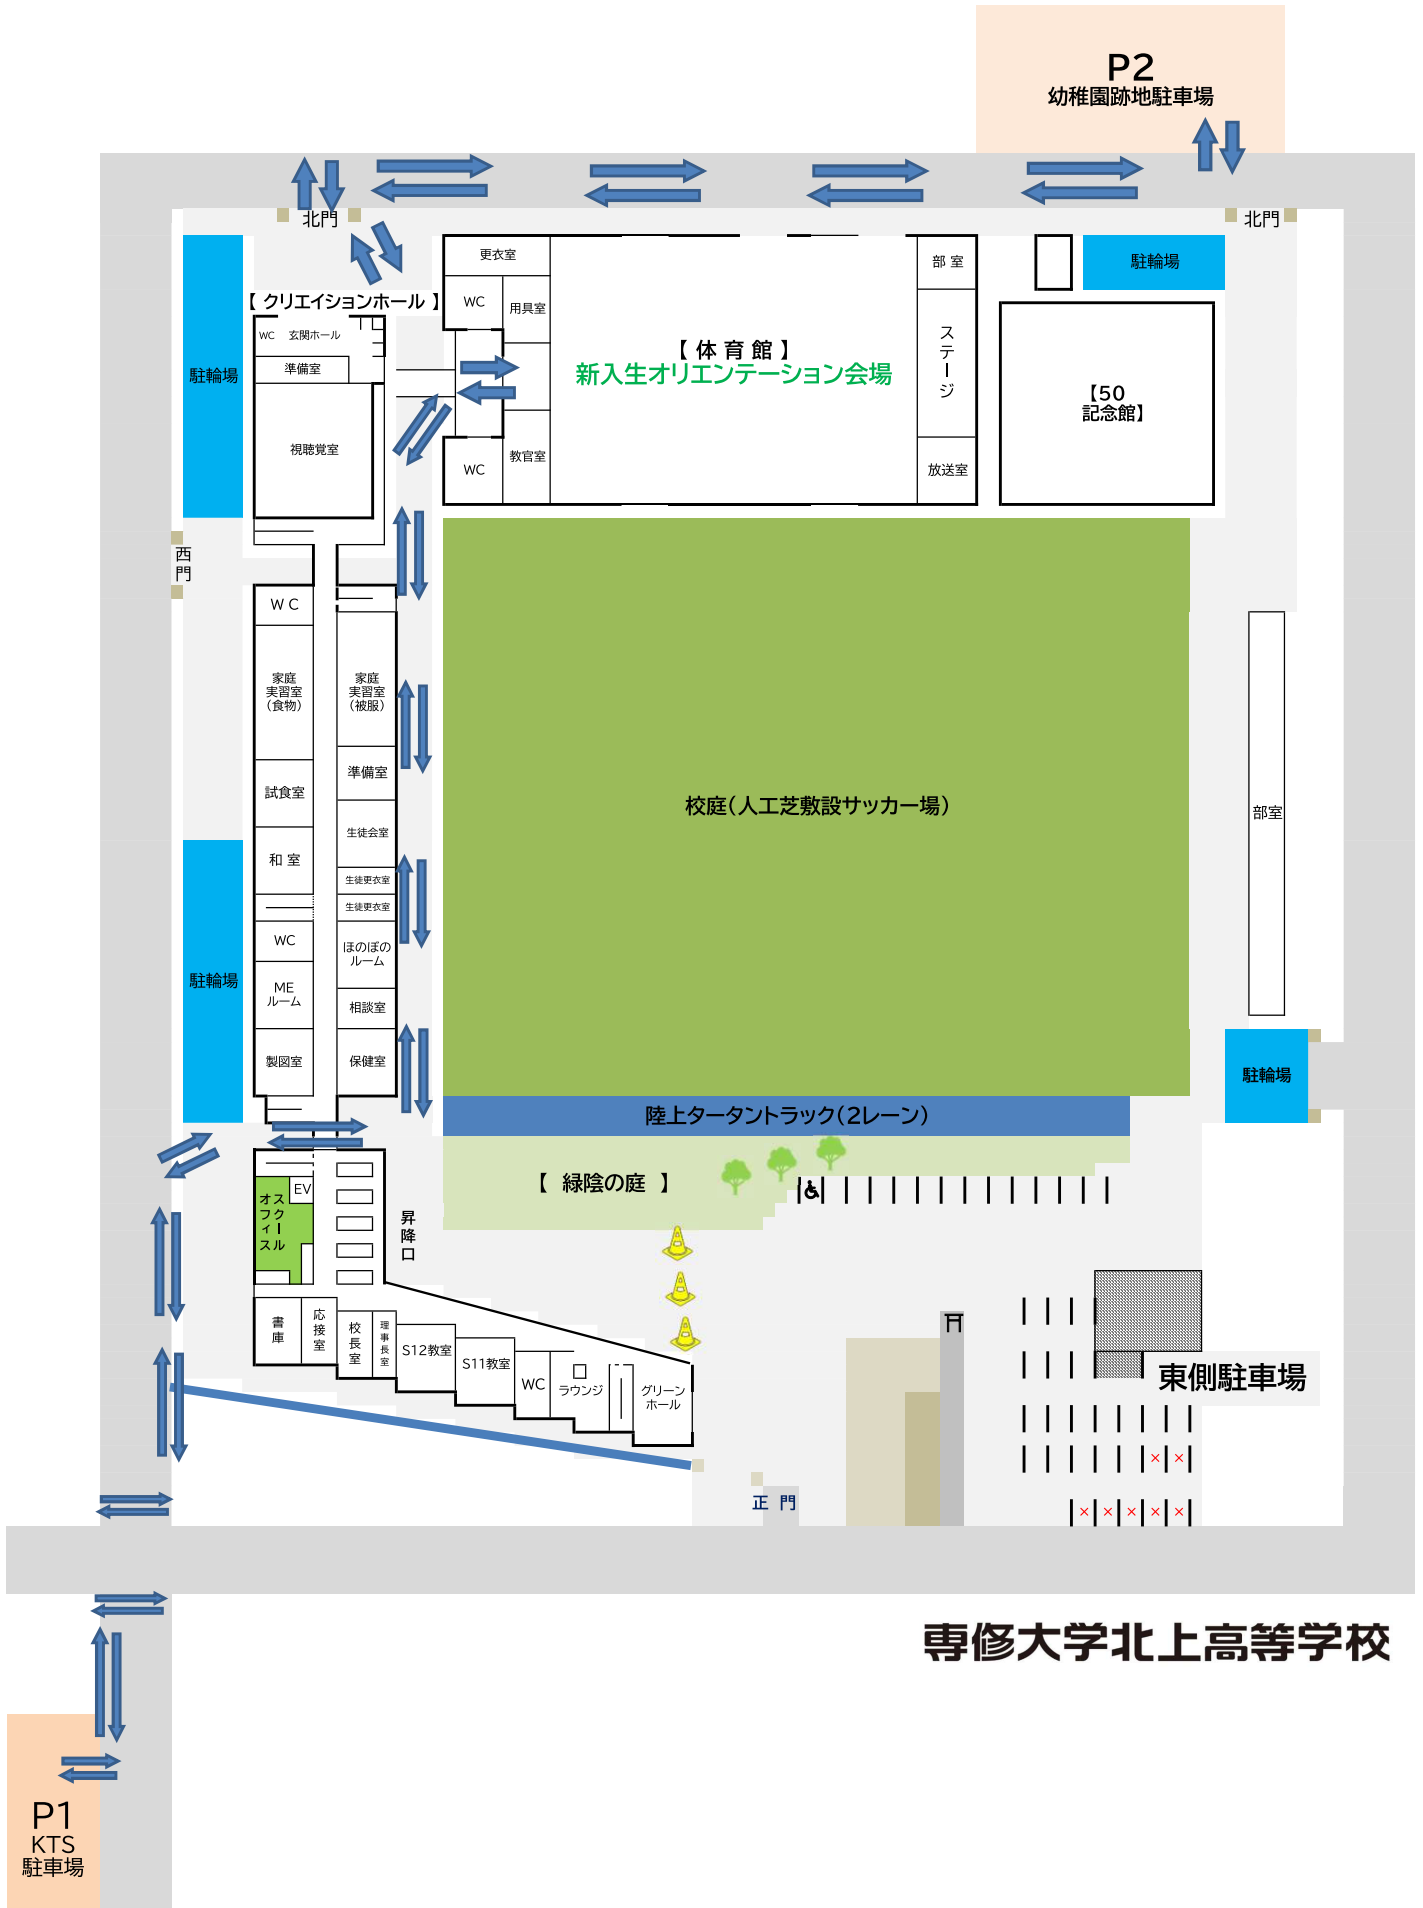 P2
幼稚園跡地駐車場
北門
北門
更衣室
部 室
駐輪場
【 クリエイションホール 】
WC
用具室
WC
玄関ホール
ステージ
【 体 育 館 】
新入生オリエンテーション会場
準備室
駐輪場
【50
記念館】
視聴覚室
教官室
WC
放送室
西門
W C
家庭
実習室
（食物）
家庭
実習室
（被服）
準備室
試食室
校庭（人工芝敷設サッカー場）
部室
生徒会室
和 室
生徒更衣室
生徒更衣室
WC
ほのぼの
ルーム
駐輪場
ME
ルーム
相談室
製図室
保健室
駐輪場
陸上タータントラック（2レーン）
【 緑陰の庭 】
EV
スクール
オフィス
昇降口
書庫
応接室
校長室
理事長室
S12教室
S11教室
WC
ラウンジ
グリーン
ホール
東側駐車場
× ×
正 門
× × × × ×
専修大学北上高等学校
P1
KTS
駐車場